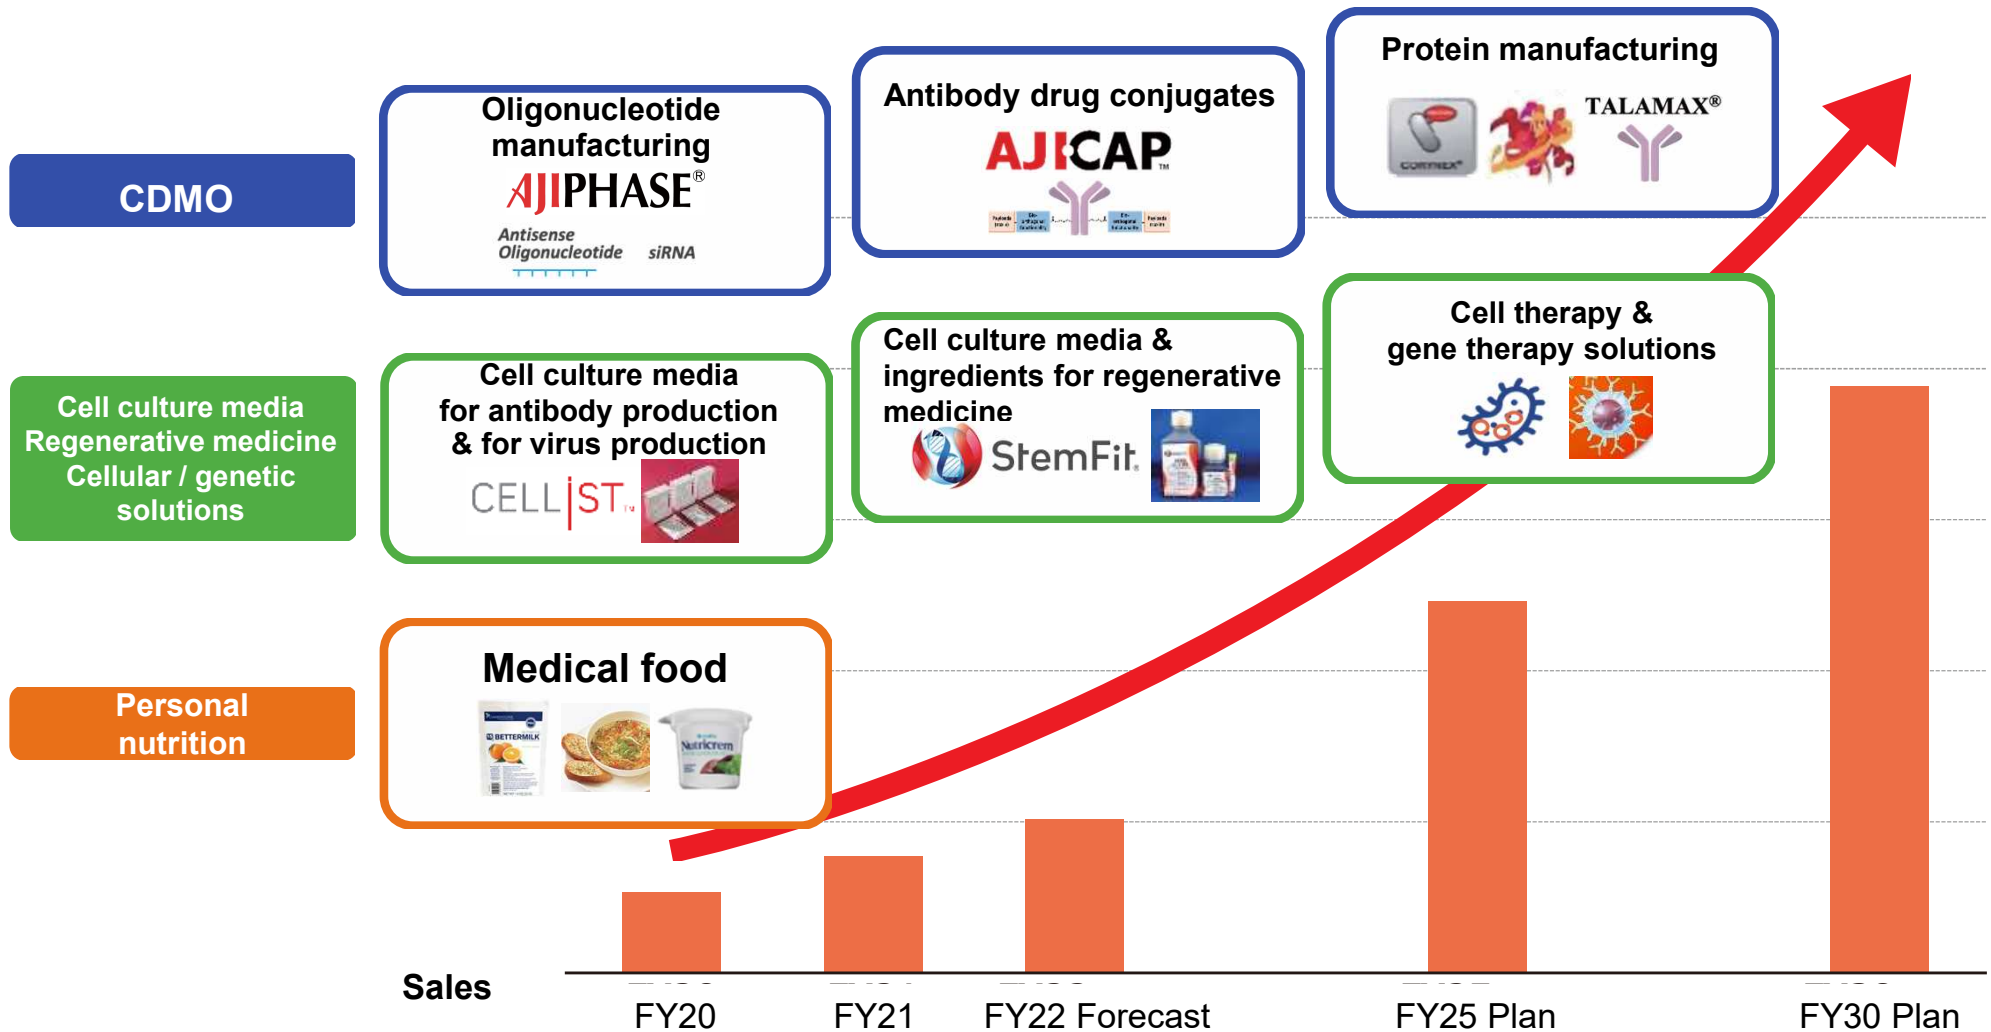 CDMO
Oligonucleotide
manufacturing
AJIPHASE®
Antisense
Oligonucleotide siRNA
Antibody drug conjugates
AJICAP™
Protein manufacturing
CORYNEX®
TALAMAX®
Cell culture media
Regenerative medicine
Cellular / genetic
solutions
Cell culture media
for antibody production
& for virus production
CELLiST™
Cell culture media &
ingredients for regenerative
medicine
StemFit®
Cell therapy &
gene therapy solutions
Personal
nutrition
Medical food
BETTERMILK
Nutricrem
Sales
FY20
FY21
FY22 Forecast
FY25 Plan
FY30 Plan